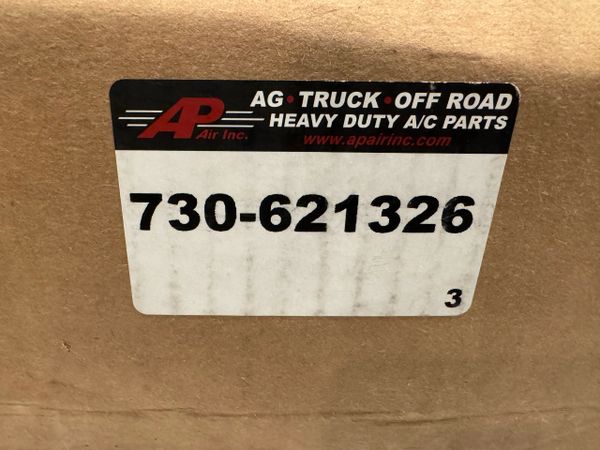 AP
Air Inc.
AG • TRUCK • OFF ROAD
HEAVY DUTY A/C PARTS
www.apairinc.com
730-621326
3